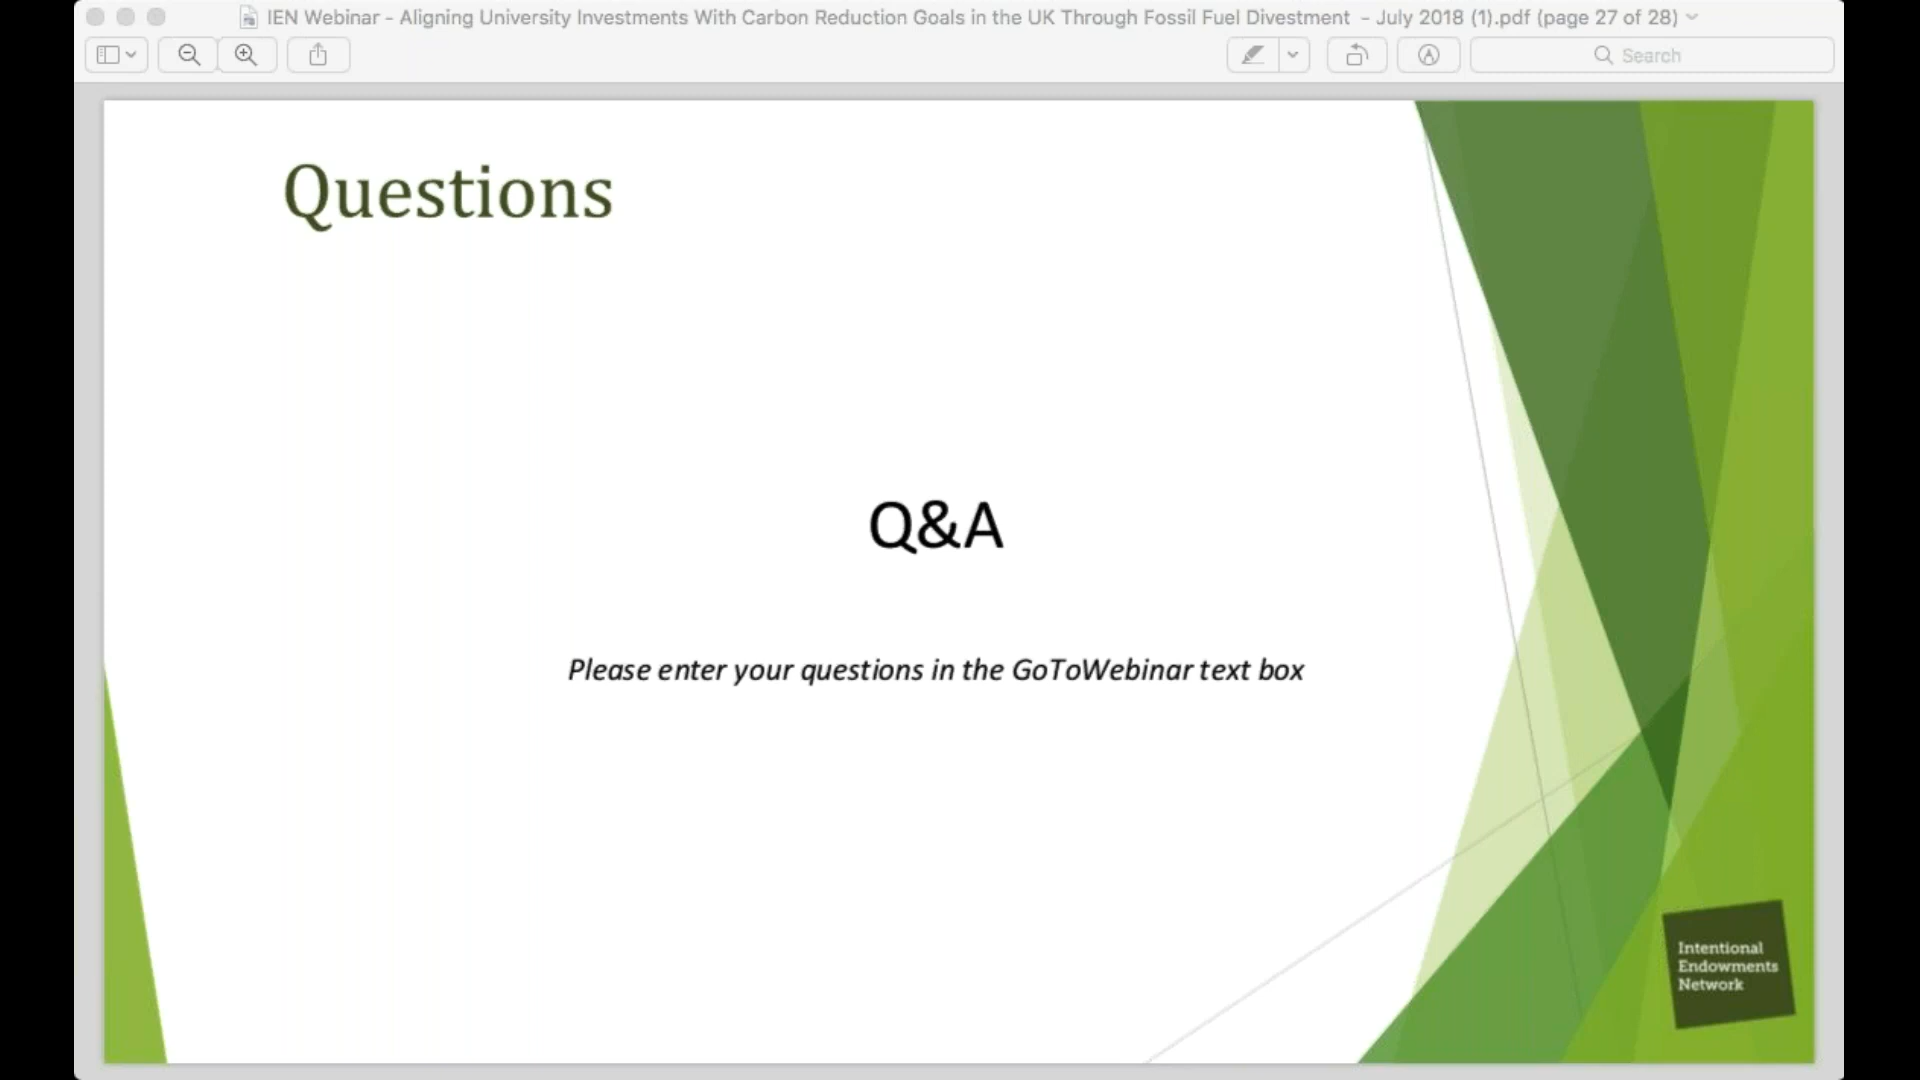 IEN Webinar - Aligning University Investments With Carbon Reduction Goals in the UK Through Fossil Fuel Divestment - July 2018 (1).pdf (page 27 of 28)
Search
Questions
Q&A
Please enter your questions in the GoToWebinar text box
Intentional
Endowments
Network